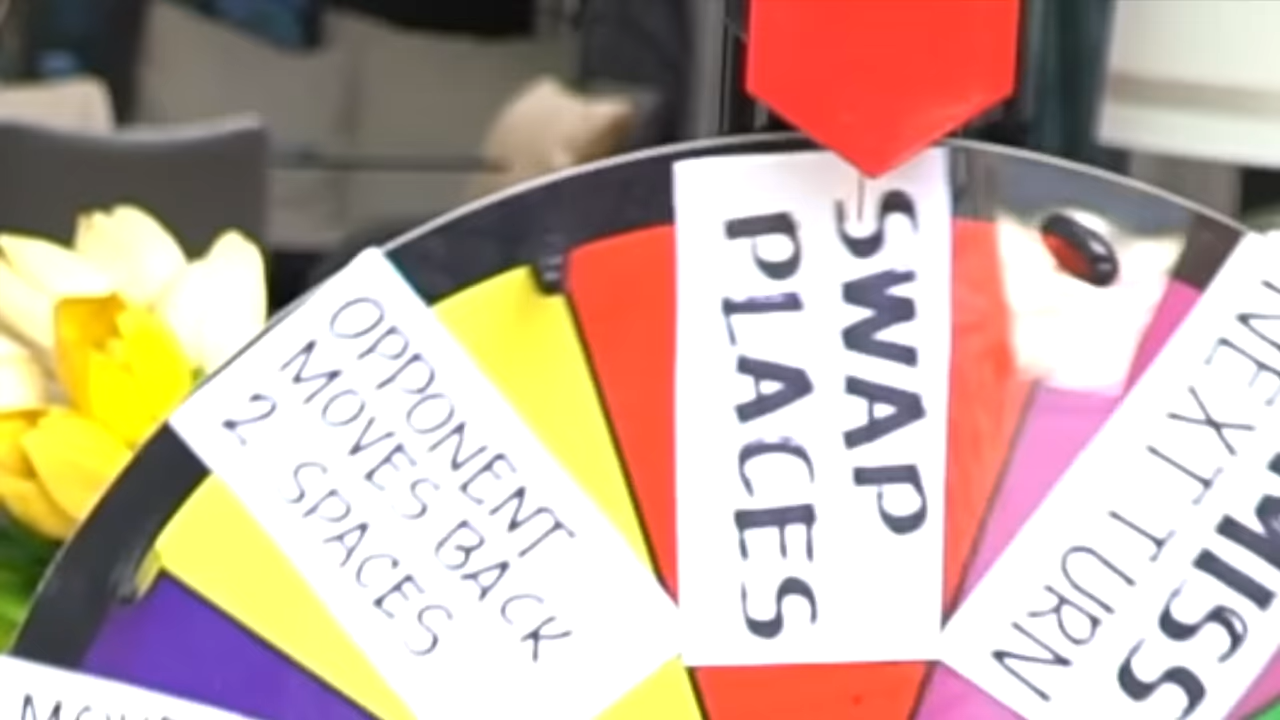 OPPONENT
MOVES BACK
2 SPACES
SWAP
PLACES
MISS
NEXT TURN